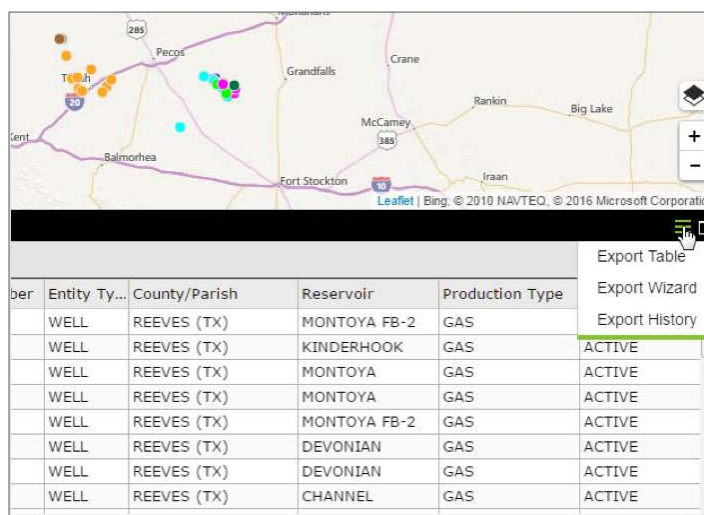 285
Pecos
Grandfalls
Crane
20
Rankin
Big Lake
McCamey
385
Kent
Balmorhea
+
−
Fort Stockton
10
Iraan
Leaflet | Bing, © 2010 NAVTEQ, © 2016 Microsoft Corporatio
Export Table
Export Wizard
Export History
ber Entity Ty... County/Parish Reservoir Production Type
WELL REEVES (TX) MONTOYA FB-2 GAS
WELL REEVES (TX) KINDERHOOK GAS ACTIVE
WELL REEVES (TX) MONTOYA GAS ACTIVE
WELL REEVES (TX) MONTOYA GAS ACTIVE
WELL REEVES (TX) MONTOYA FB-2 GAS ACTIVE
WELL REEVES (TX) DEVONIAN GAS ACTIVE
WELL REEVES (TX) DEVONIAN GAS ACTIVE
WELL REEVES (TX) CHANNEL GAS ACTIVE